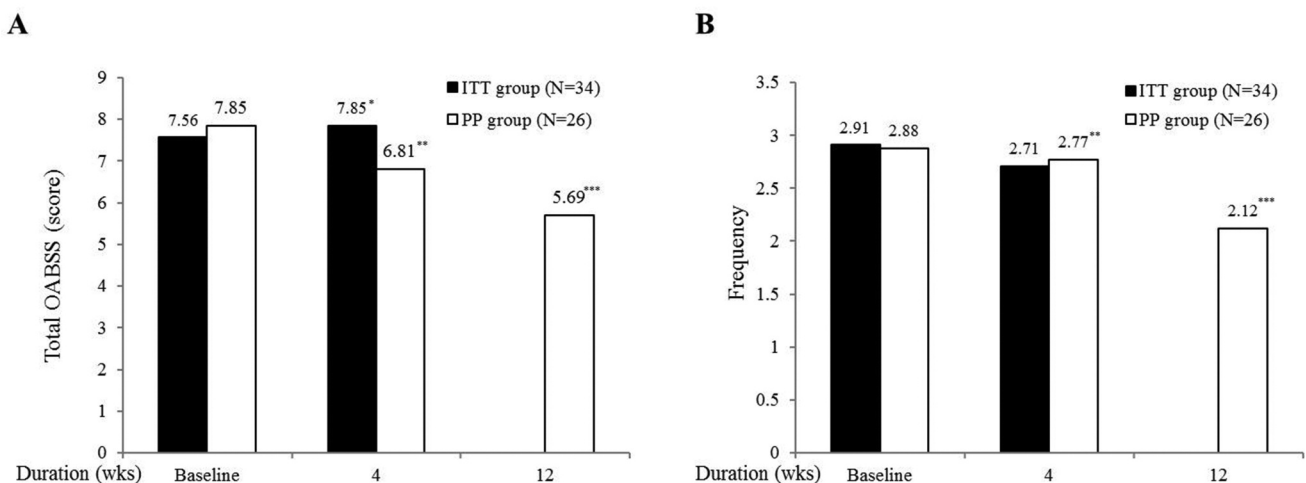 A
Total OABSS (score)
9
8
7
6
5
4
3
2
1
0
ITT group (N=34)
PP group (N=26)
7.56
7.85
7.85*
6.81**
5.69***
Duration (wks)
Baseline
4
12
B
Frequency
3.5
3
2.5
2
1.5
1
0.5
0
ITT group (N=34)
PP group (N=26)
2.91
2.88
2.71
2.77**
2.12***
Duration (wks)
Baseline
4
12